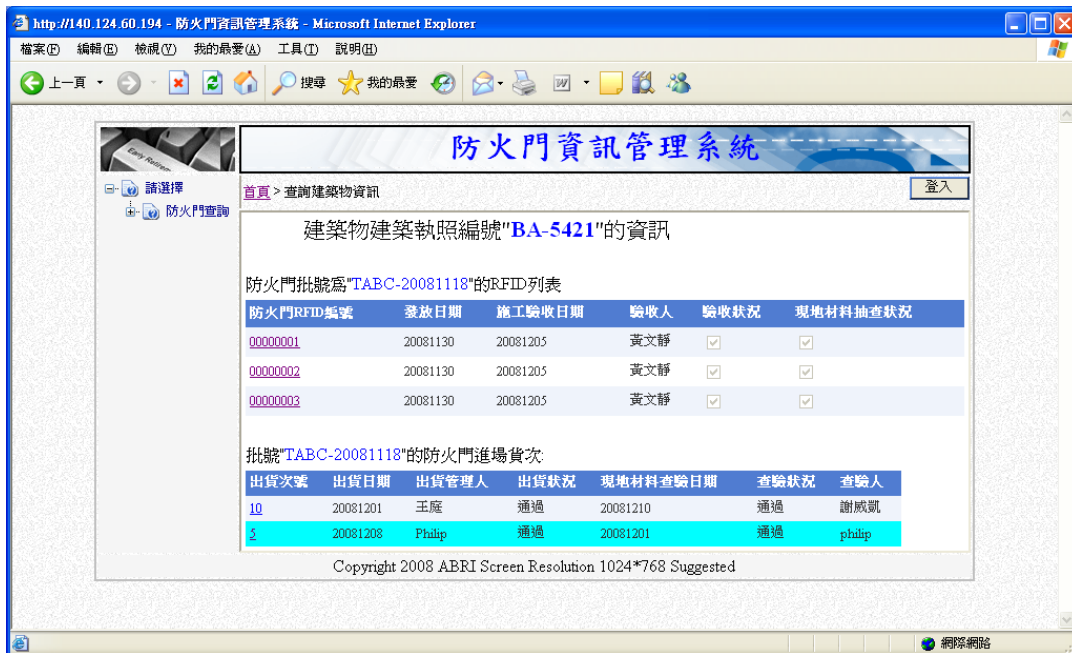 http://140.124.60.194 - 防火門資訊管理系統 - Microsoft Internet Explorer
檔案(F) 編輯(E) 檢視(V) 我的最愛(A) 工具(T) 說明(H)
上一頁 搜尋 我的最愛
Early Retirem
防火門資訊管理系統
請選擇
防火門查詢
首頁 > 查詢建築物資訊
登入
建築物建築執照編號"BA-5421"的資訊
防火門批號為"TABC-20081118"的RFID列表
防火門RFID編號 發放日期 施工驗收日期 驗收人 驗收狀況 現地材料抽查狀況
00000001 20081130 20081205 黃文靜
00000002 20081130 20081205 黃文靜
00000003 20081130 20081205 黃文靜
批號"TABC-20081118"的防火門進場貨次:
出貨次號 出貨日期 出貨管理人 出貨狀況 現地材料查驗日期 查驗狀況 查驗人
10 20081201 王庭 通過 20081210 通過 謝威凱
5 20081208 Philip 通過 20081201 通過 philip
Copyright 2008 ABRI Screen Resolution 1024*768 Suggested
網際網路